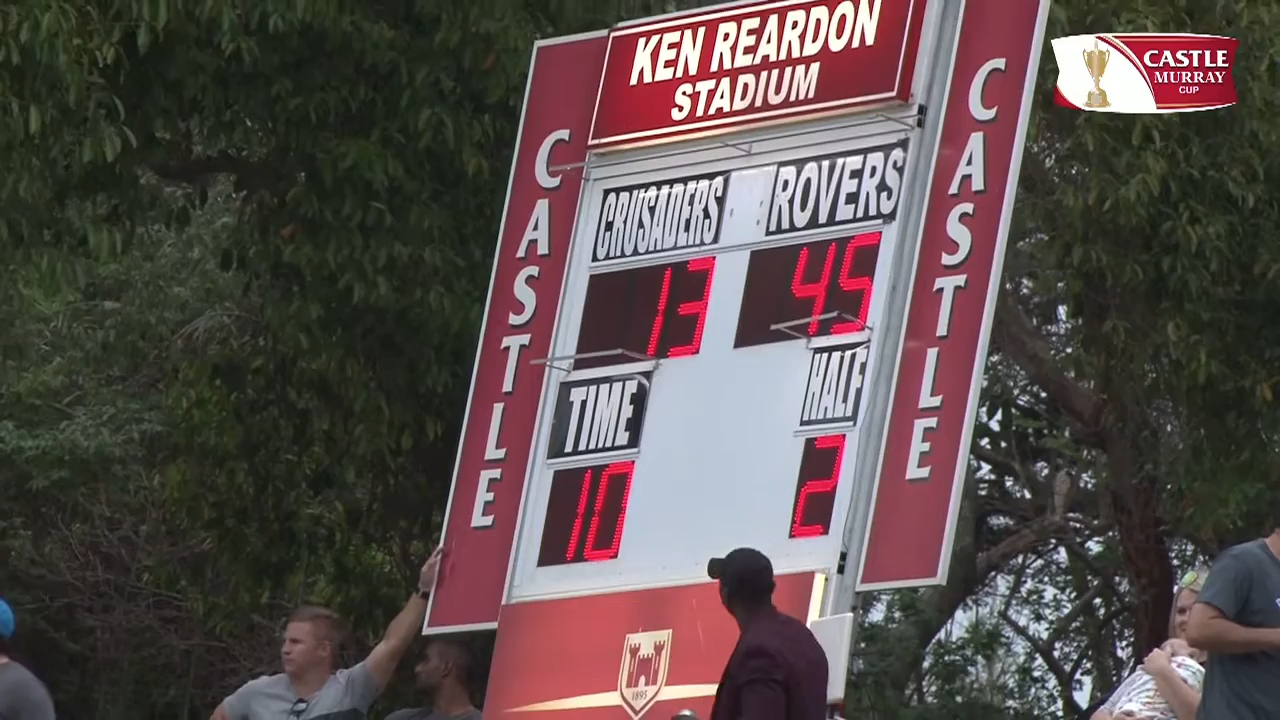 KEN REARDON
STADIUM
CASTLE
CASTLE
CRUSADERS ROVERS
13 45
TIME HALF
10 2
1895
CASTLE
MURRAY
CUP